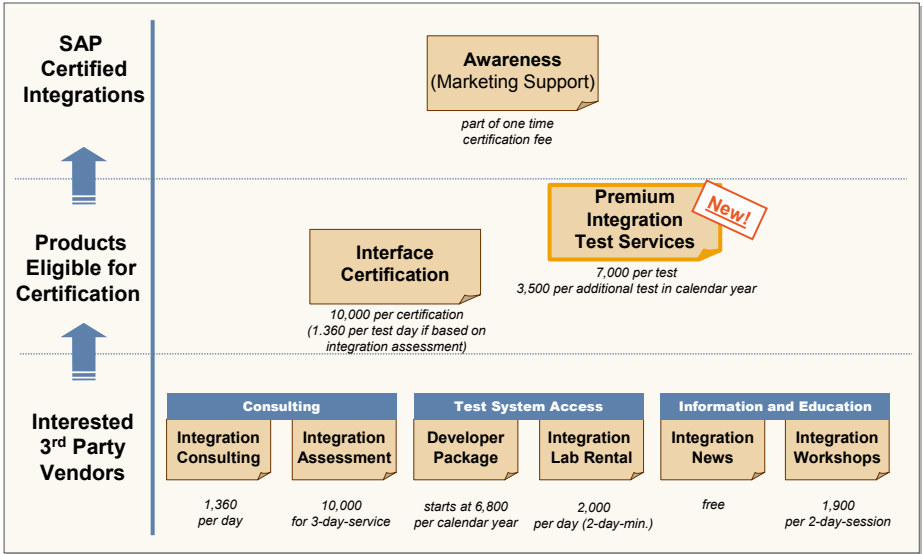 SAP
Certified
Integrations
Awareness
(Marketing Support)
part of one time
certification fee
Products
Eligible for
Certification
Interface
Certification
10,000 per certification
(1.360 per test day if based on
integration assessment)
Premium
Integration
Test Services
New!
7,000 per test
3,500 per additional test in calendar year
Interested
3rd Party
Vendors
Consulting
Integration
Consulting
1,360
per day
Integration
Assessment
10,000
for 3-day-service
Test System Access
Developer
Package
starts at 6,800
per calendar year
Integration
Lab Rental
2,000
per day (2-day-min.)
Information and Education
Integration
News
free
Integration
Workshops
1,900
per 2-day-session